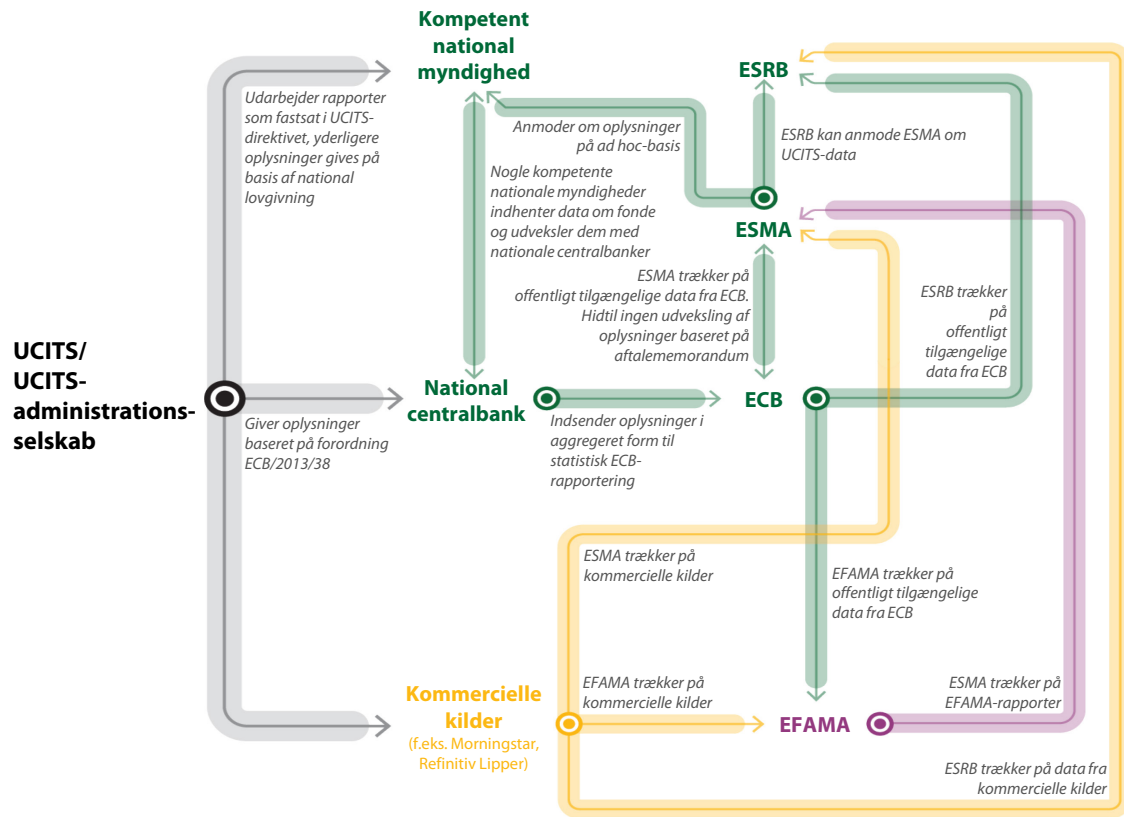 Kompetent
national
myndighed
ESRB
Udarbejder rapporter
som fastsat i UCITS-
direktivet, yderligere
oplysninger gives på
basis af national
lovgivning
Anmoder om oplysninger
på ad hoc-basis
ESRB kan anmode ESMA om
UCITS-data
Nogle kompetente
nationale myndigheder
indhenter data om fonde
og udveksler dem med
nationale centralbanker
ESMA
ESMA trækker på
offentligt tilgængelige data fra ECB.
Hidtil ingen udveksling af
oplysninger baseret på
aftalememorandum
ESRB trækker
på
offentligt
tilgængelige
data fra ECB
UCITS/
UCITS-
administrations-
selskab
National
centralbank
ECB
Giver oplysninger
baseret på forordning
ECB/2013/38
Indsender oplysninger i
aggregeret form til
statistisk ECB-
rapportering
ESMA trækker på
kommercielle kilder
EFAMA trækker på
offentligt tilgængelige
data fra ECB
Kommercielle
kilder
(f.eks. Morningstar,
Refinitiv Lipper)
EFAMA trækker på
kommercielle kilder
EFAMA
ESMA trækker på
EFAMA-rapporter
ESRB trækker på data fra
kommercielle kilder